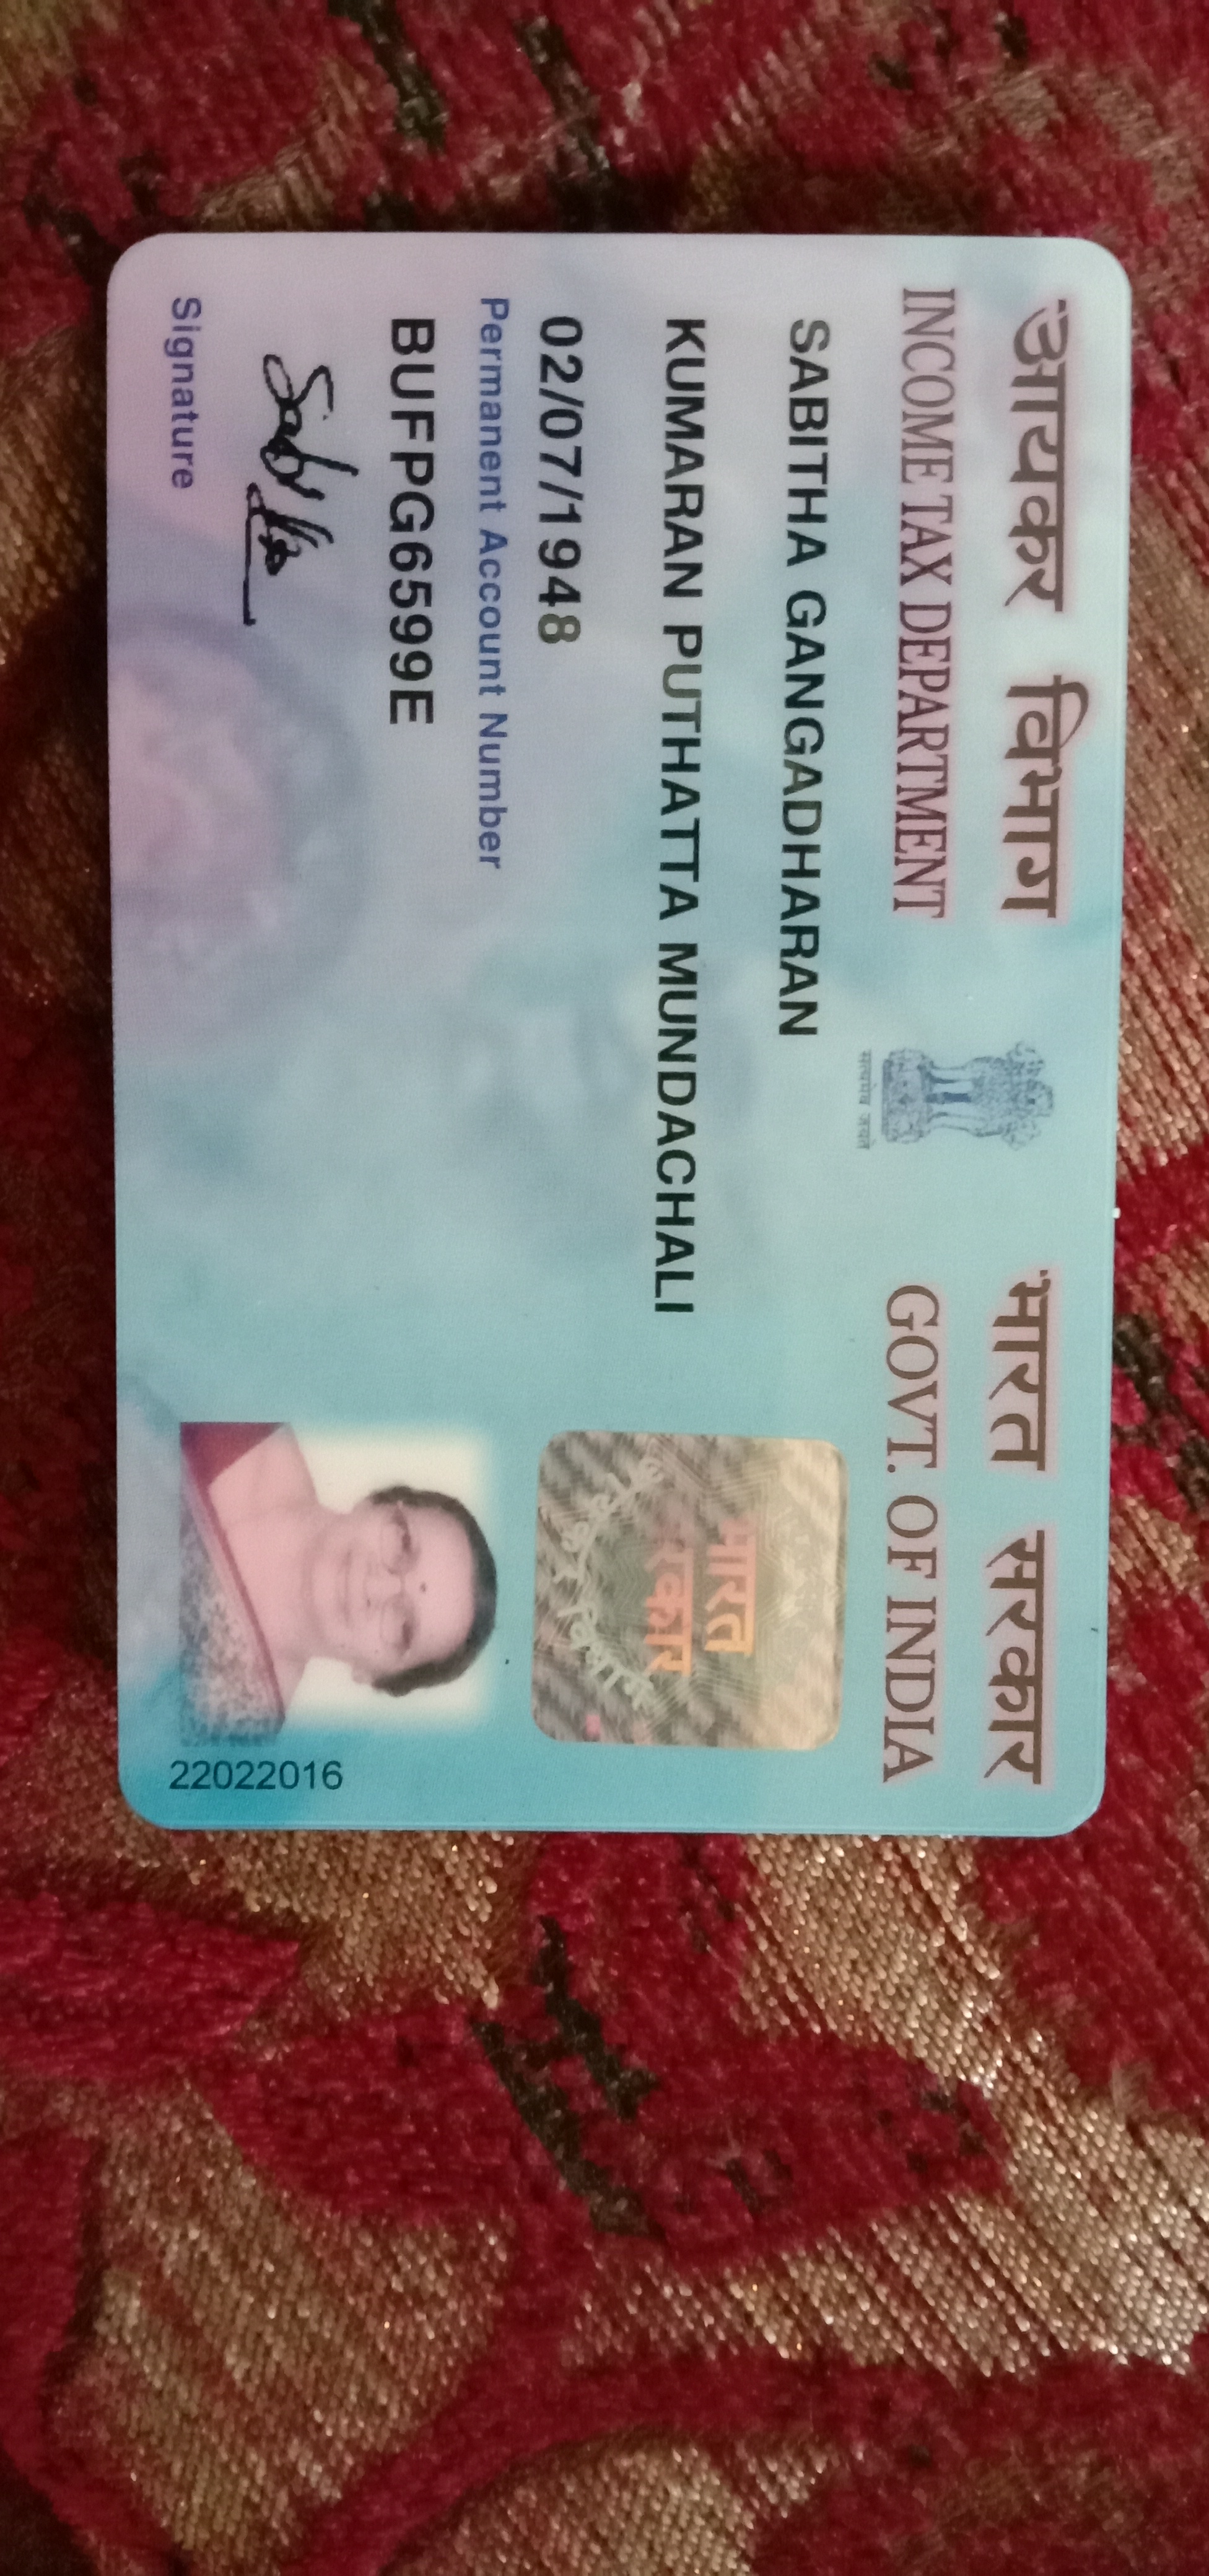 आयकर विभाग
INCOME TAX DEPARTMENT
सत्यमेव जयते
भारत सरकार
GOVT. OF INDIA
SABITHA GANGADHARAN
KUMARAN PUTHATTA MUNDACHALI
02/07/1948
Permanent Account Number
BUFPG6599E
Signature
भारत
सरकार
22022016